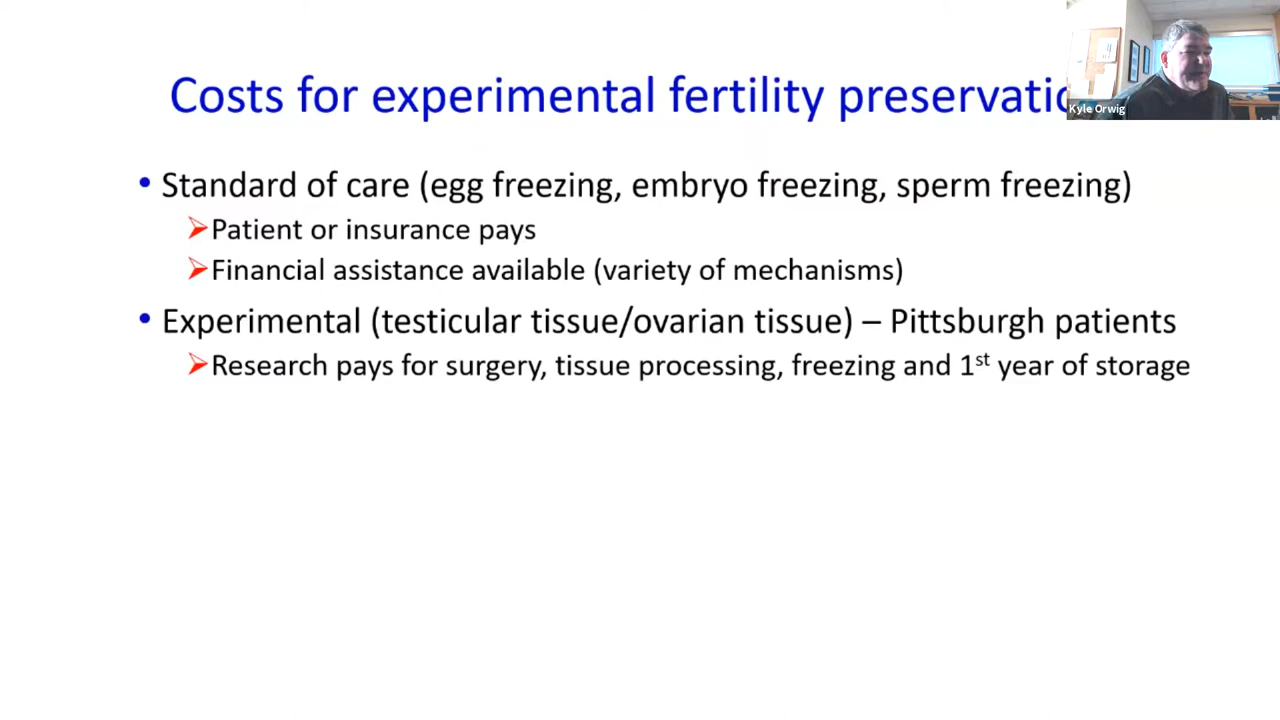 Costs for experimental fertility preservatio
Kyle Orwig
• Standard of care (egg freezing, embryo freezing, sperm freezing)
➢Patient or insurance pays
➢Financial assistance available (variety of mechanisms)
• Experimental (testicular tissue/ovarian tissue) – Pittsburgh patients
➢Research pays for surgery, tissue processing, freezing and 1st year of storage